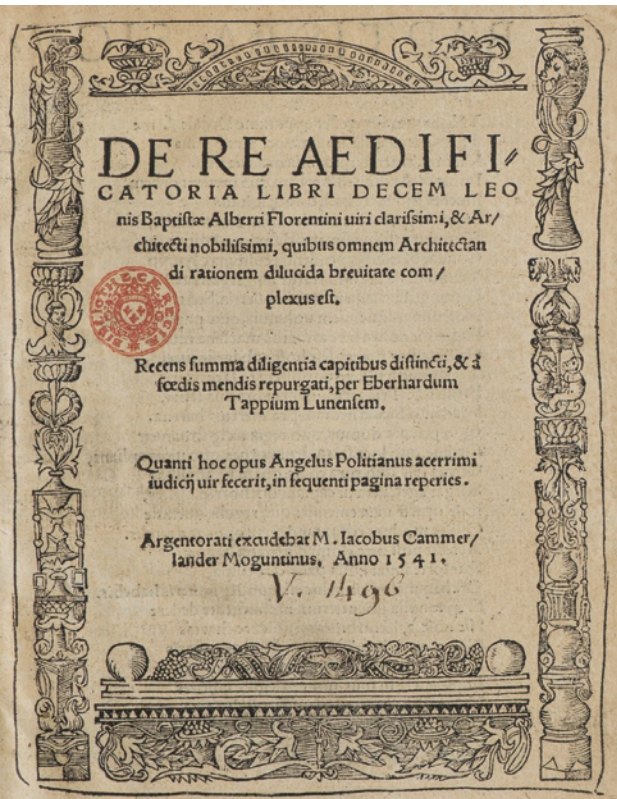 DE RE AEDIFI⸗
CATORIA LIBRI DECEM LEO
nis Baptistæ Alberti Florentini uiri clarissimi, & Ar/
chitecti nobilissimi, quibus omnem Architectan
di rationem dilucida breuitate com/
plexus est.
BIBLIOTHECÆ REGIÆ
Recens summa diligentia capitibus distincti, & à
fœdis mendis repurgati, per Eberhardum
Tappium Lunensem.
Quanti hoc opus Angelus Politianus acerrimi
iudicij uir fecerit, in sequenti pagina reperies.
Argentorati excudebat M. Iacobus Cammer/
lander Moguntinus. Anno 1541.
V. 1496